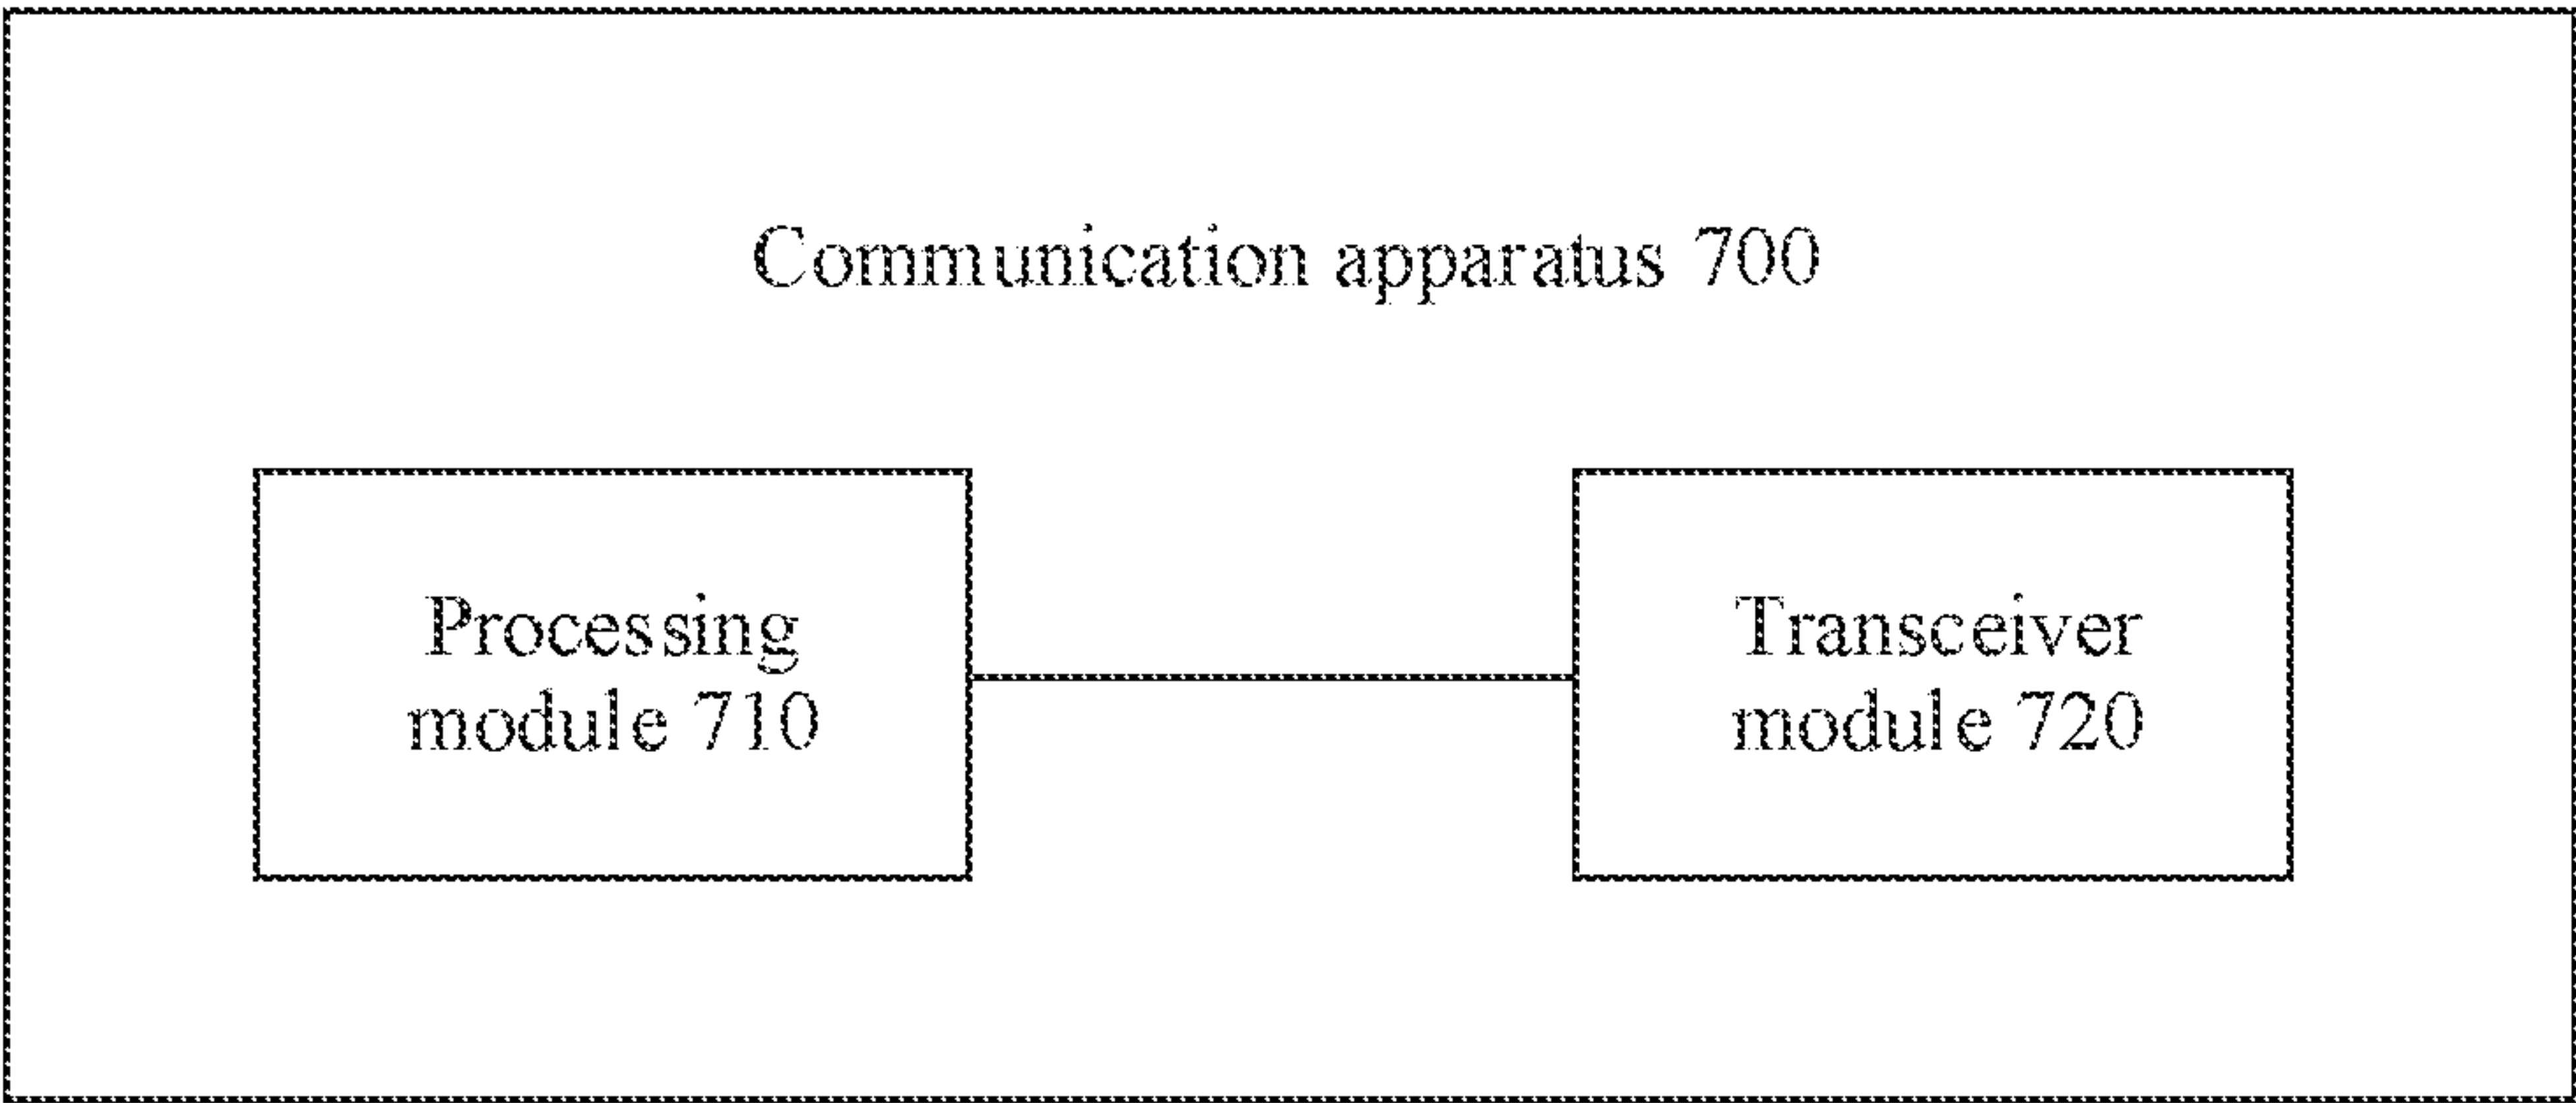 Communication apparatus 700
Processing
module 710
Transceiver
module 720